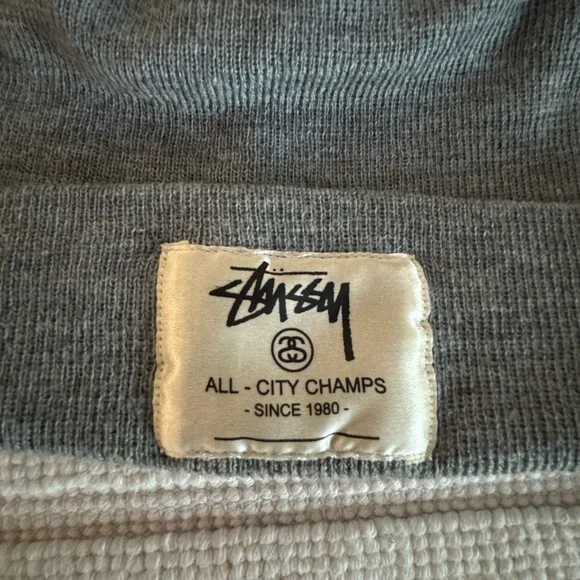 Stüssy
ALL - CITY CHAMPS
- SINCE 1980 -